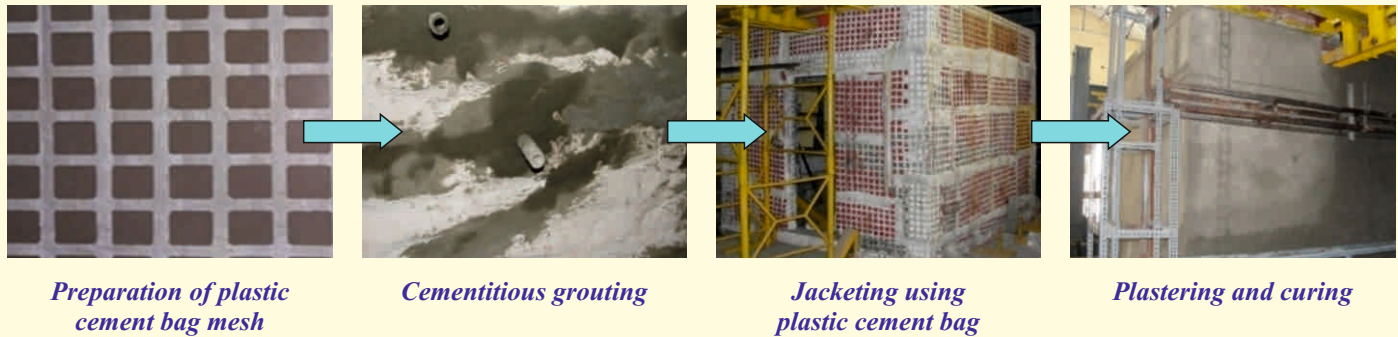 Preparation of plastic
cement bag mesh
Cementitious grouting
Jacketing using
plastic cement bag
Plastering and curing